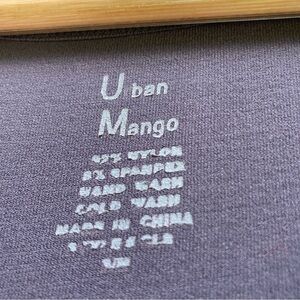 U ban
Mango
92% NYLON
8% SPANDEX
HAND WASH
COLD WASH
MADE IN CHINA